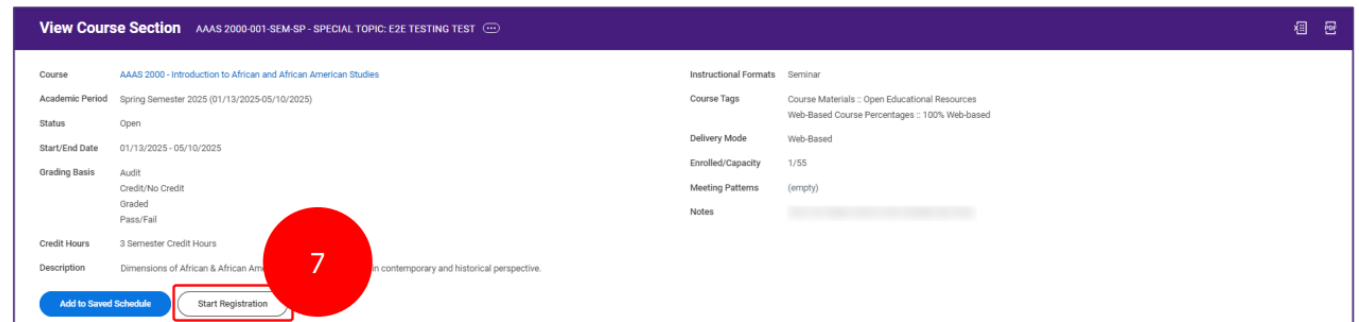 View Course Section AAAS 2000-001-SEM-SP - SPECIAL TOPIC: E2E TESTING TEST
PDF
Course AAAS 2000 - Introduction to African and African American Studies
Academic Period Spring Semester 2025 (01/13/2025-05/10/2025)
Status Open
Start/End Date 01/13/2025 - 05/10/2025
Grading Basis Audit
Credit/No Credit
Graded
Pass/Fail
Credit Hours 3 Semester Credit Hours
Description Dimensions of African & African Ame in contemporary and historical perspective.
7
Add to Saved Schedule Start Registration
Instructional Formats Seminar
Course Tags Course Materials :: Open Educational Resources
Web-Based Course Percentages :: 100% Web-based
Delivery Mode Web-Based
Enrolled/Capacity 1/55
Meeting Patterns (empty)
Notes